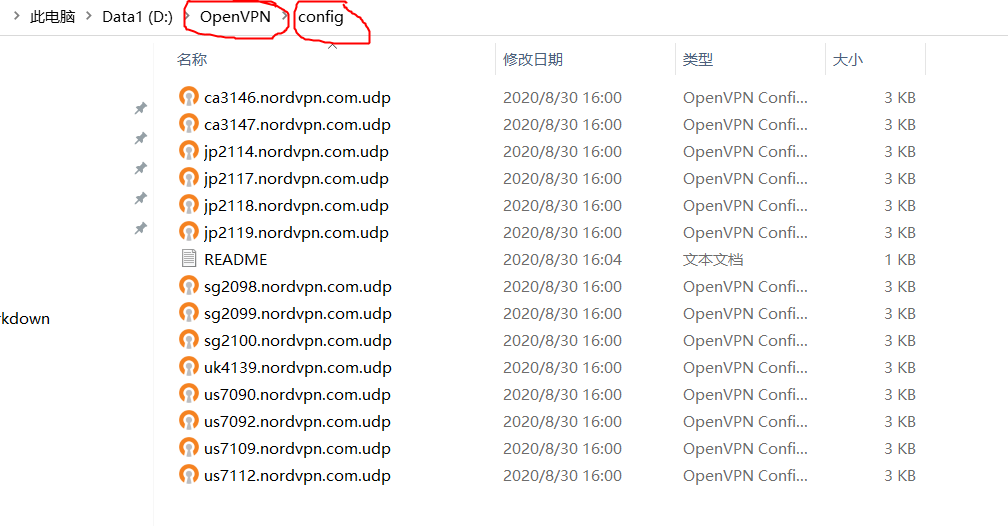 此电脑 Data1 (D:) OpenVPN config
名称 修改日期 类型 大小
ca3146.nordvpn.com.udp 2020/8/30 16:00 OpenVPN Confi... 3 KB
ca3147.nordvpn.com.udp 2020/8/30 16:00 OpenVPN Confi... 3 KB
jp2114.nordvpn.com.udp 2020/8/30 16:00 OpenVPN Confi... 3 KB
jp2117.nordvpn.com.udp 2020/8/30 16:00 OpenVPN Confi... 3 KB
jp2118.nordvpn.com.udp 2020/8/30 16:00 OpenVPN Confi... 3 KB
jp2119.nordvpn.com.udp 2020/8/30 16:00 OpenVPN Confi... 3 KB
README 2020/8/30 16:04 文本文档 1 KB
sg2098.nordvpn.com.udp 2020/8/30 16:00 OpenVPN Confi... 3 KB
rkdown sg2099.nordvpn.com.udp 2020/8/30 16:00 OpenVPN Confi... 3 KB
sg2100.nordvpn.com.udp 2020/8/30 16:00 OpenVPN Confi... 3 KB
uk4139.nordvpn.com.udp 2020/8/30 16:00 OpenVPN Confi... 3 KB
us7090.nordvpn.com.udp 2020/8/30 16:00 OpenVPN Confi... 3 KB
us7092.nordvpn.com.udp 2020/8/30 16:00 OpenVPN Confi... 3 KB
us7109.nordvpn.com.udp 2020/8/30 16:00 OpenVPN Confi... 3 KB
us7112.nordvpn.com.udp 2020/8/30 16:00 OpenVPN Confi... 3 KB